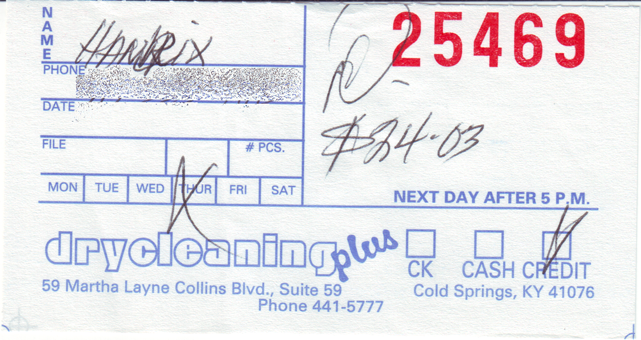 NAME HANDRIX
25469
PHONE
DATE
$24.03
FILE # PCS.
MON TUE WED THUR FRI SAT
NEXT DAY AFTER 5 P.M.
drycleaning plus
CK CASH CREDIT
59 Martha Layne Collins Blvd., Suite 59
Cold Springs, KY 41076
Phone 441-5777